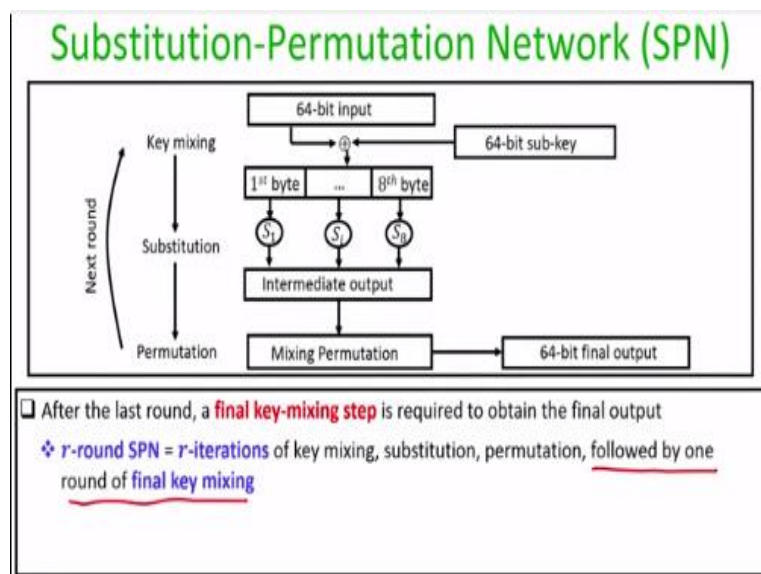 Substitution-Permutation Network (SPN)
64-bit input
Key mixing
⊕
64-bit sub-key
1st byte
...
8th byte
S1
Si
S8
Next round
Substitution
Intermediate output
Permutation
Mixing Permutation
64-bit final output
❑ After the last round, a final key-mixing step is required to obtain the final output
❖ r-round SPN = r-iterations of key mixing, substitution, permutation, followed by one
round of final key mixing